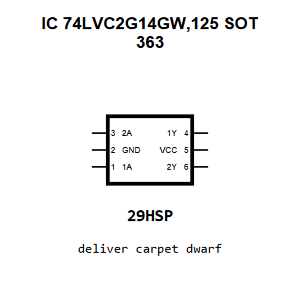 IC 74LVC2G14GW,125 SOT
363
3 2A 1Y 4
2 GND VCC 5
1 1A 2Y 6
29HSP
deliver carpet dwarf